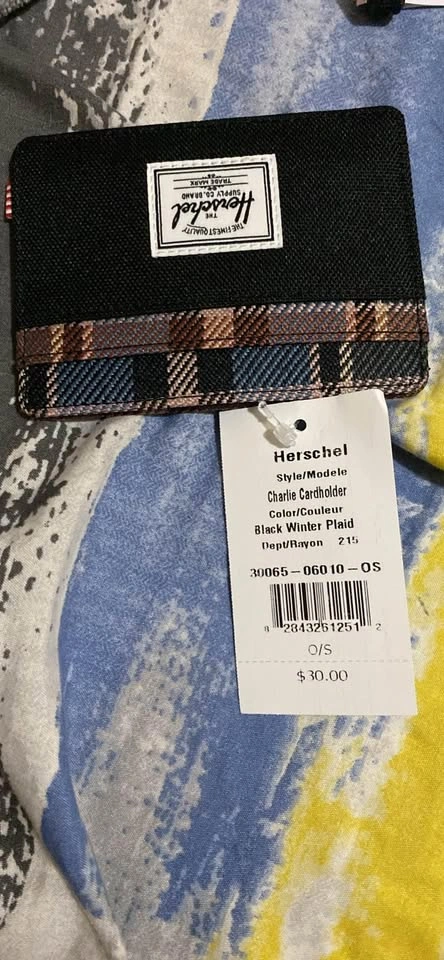 THE FINEST QUALITY
Herschel
THE
SUPPLY CO. BRAND
TRADE MARK
Herschel
Style/Modele
Charlie Cardholder
Color/Couleur
Black Winter Plaid
Dept/Rayon 215
30065-06010-OS
8 2843261251 2
O/S
$30.00